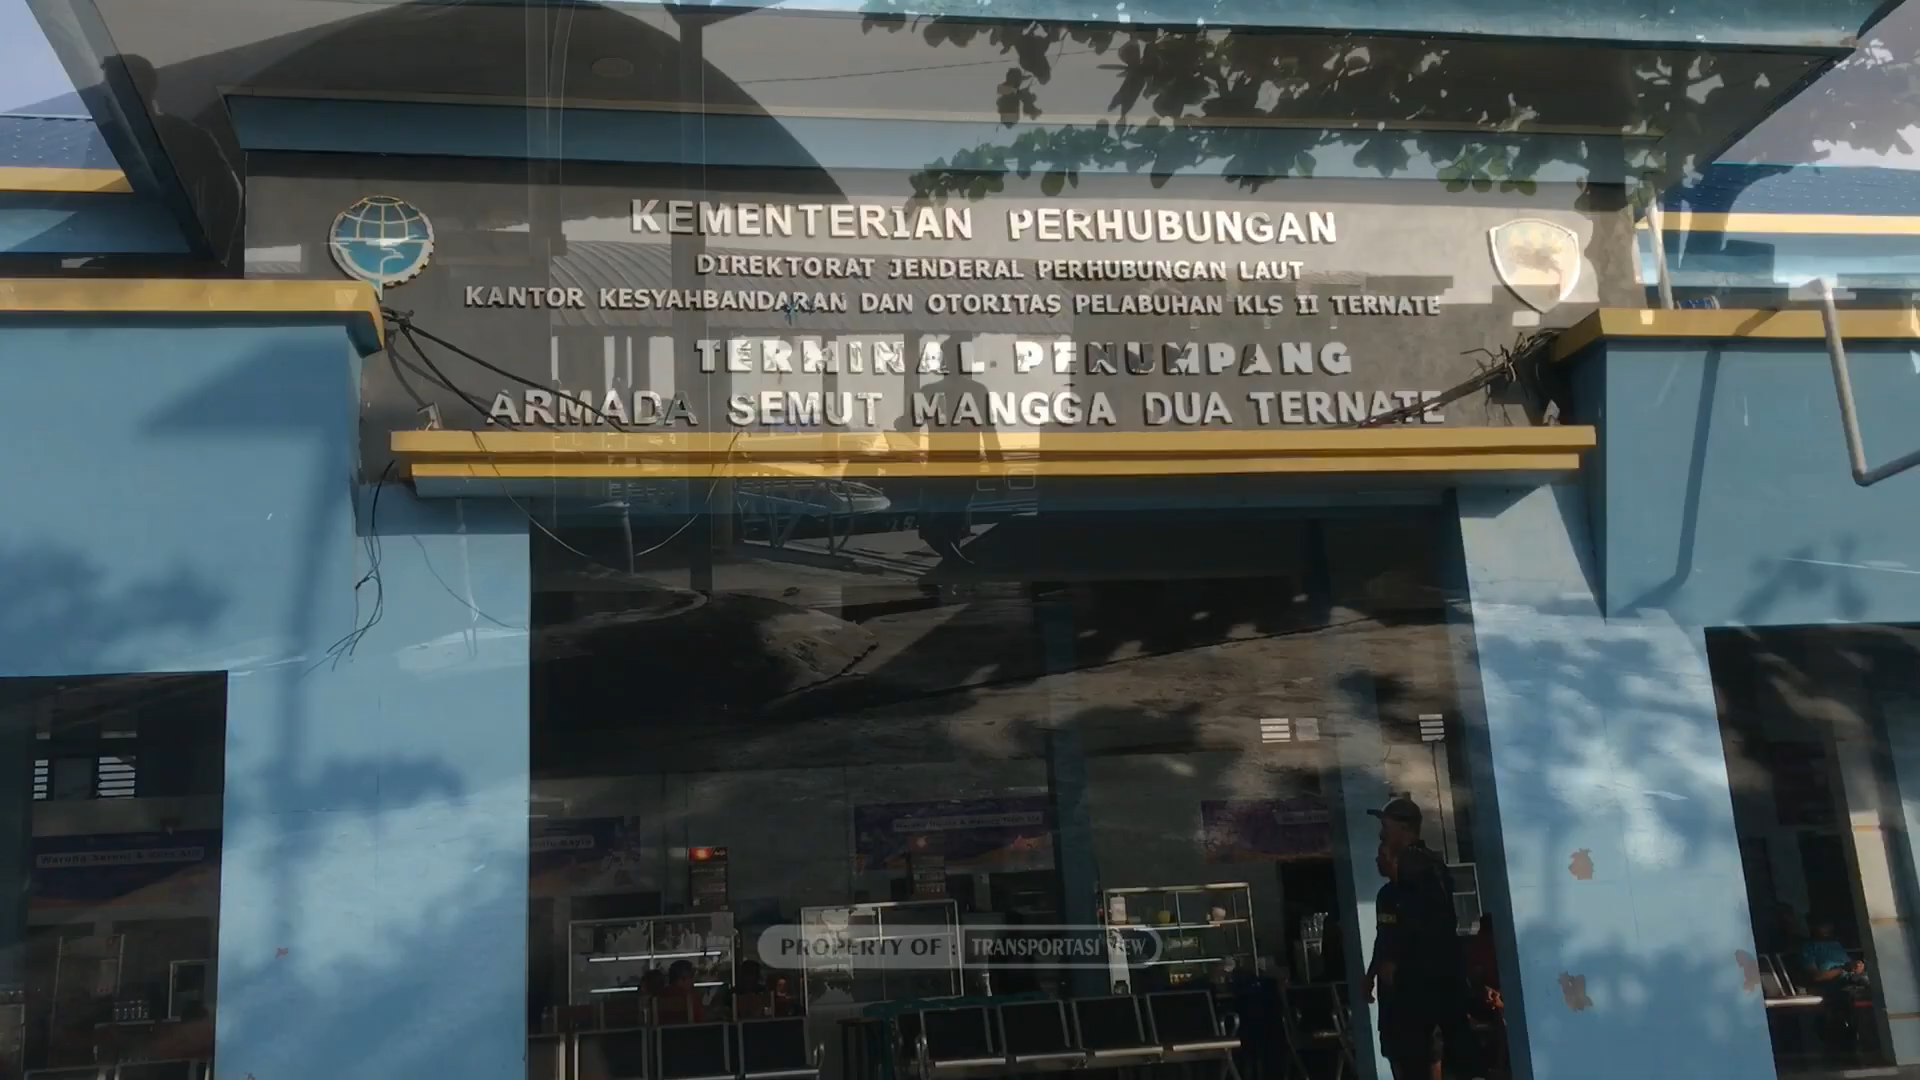 KEMENTERIAN PERHUBUNGAN
DIREKTORAT JENDERAL PERHUBUNGAN LAUT
KANTOR KESYAHBANDARAN DAN OTORITAS PELABUHAN KLS II TERNATE
TERMINAL PENUMPANG
ARMADA SEMUT MANGGA DUA TERNATE
PROPERTY OF : TRANSPORTASI VIEW